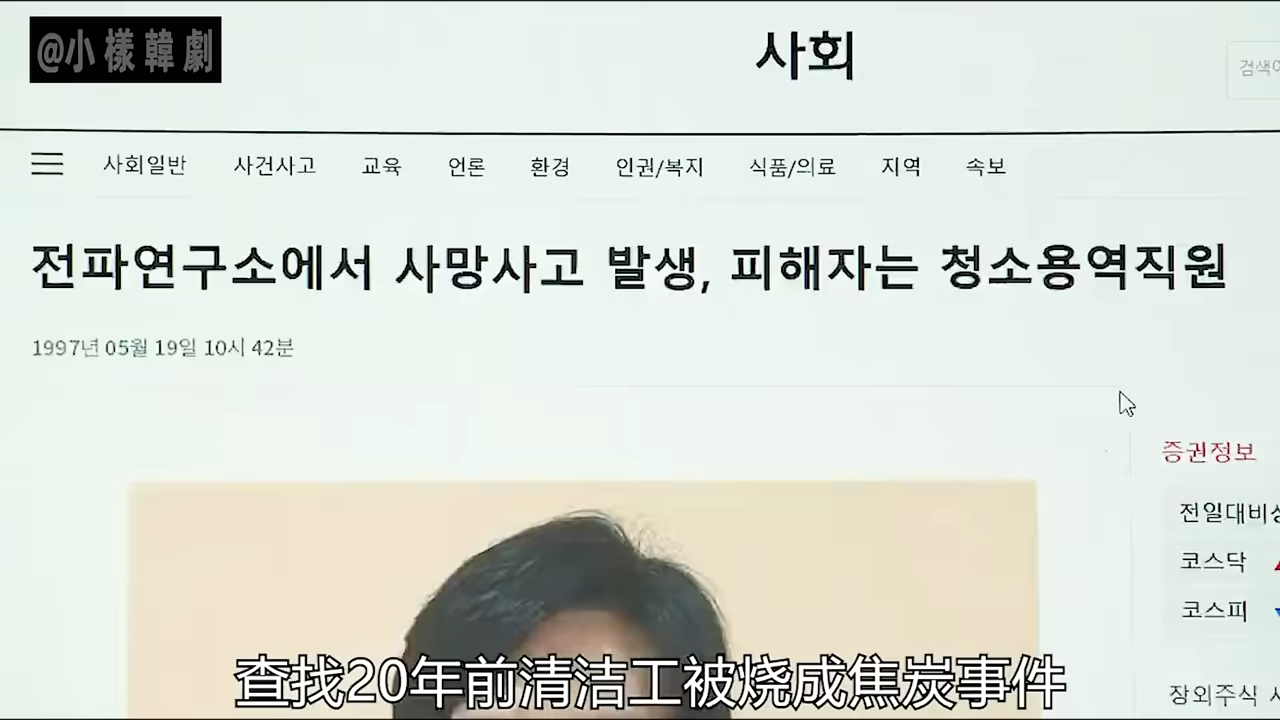 @小樣韓劇
사회
검색어
사회일반 사건사고 교육 언론 환경 인권/복지 식품/의료 지역 속보
전파연구소에서 사망사고 발생, 피해자는 청소용역직원
1997년 05월 19일 10시 42분
증권정보
전일대비
코스닥
코스피
장외주식
查找20年前清洁工被烧成焦炭事件